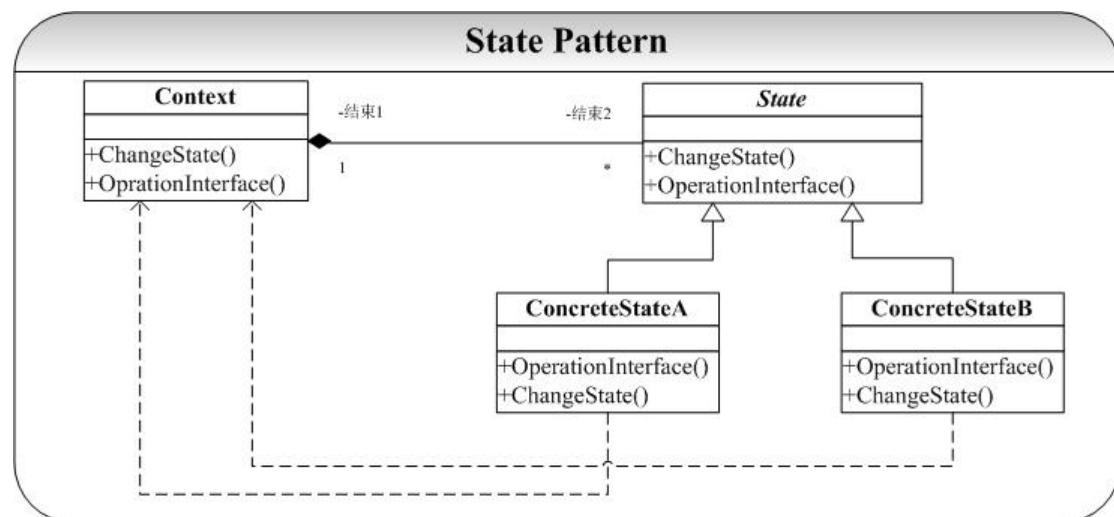 State Pattern
Context
+ChangeState()
+OprationInterface()
-结束1
1
-结束2
*
State
+ChangeState()
+OperationInterface()
ConcreteStateA
+OperationInterface()
+ChangeState()
ConcreteStateB
+OperationInterface()
+ChangeState()